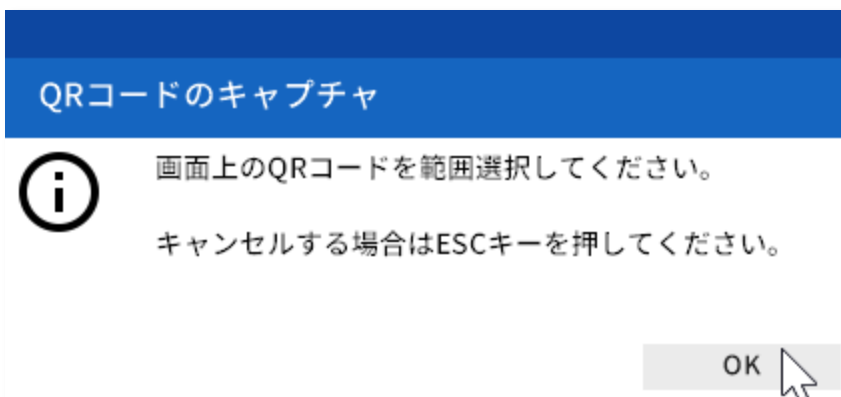 QRコードのキャプチャ
画面上のQRコードを範囲選択してください。
キャンセルする場合はESCキーを押してください。
OK